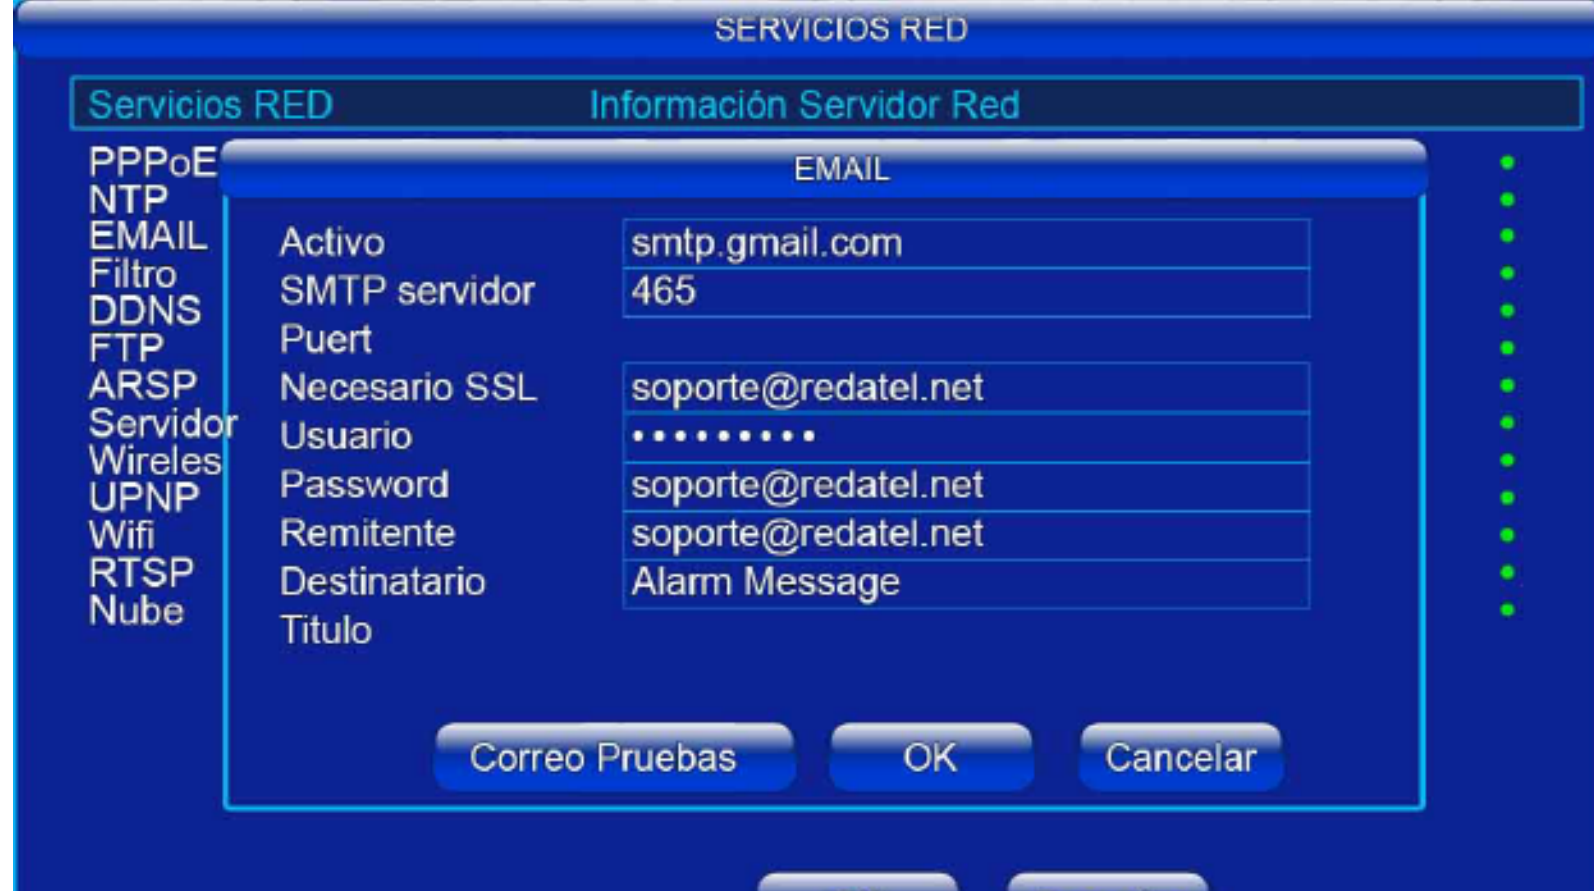 SERVICIOS RED
Servicios RED Información Servidor Red
PPPoE
NTP
EMAIL
Filtro
DDNS
FTP
ARSP
Servidor
Wireles
UPNP
Wifi
RTSP
Nube
EMAIL
Activo smtp.gmail.com
SMTP servidor 465
Puert
Necesario SSL soporte@redatel.net
Usuario •••••••••
Password soporte@redatel.net
Remitente soporte@redatel.net
Destinatario Alarm Message
Titulo
Correo Pruebas OK Cancelar